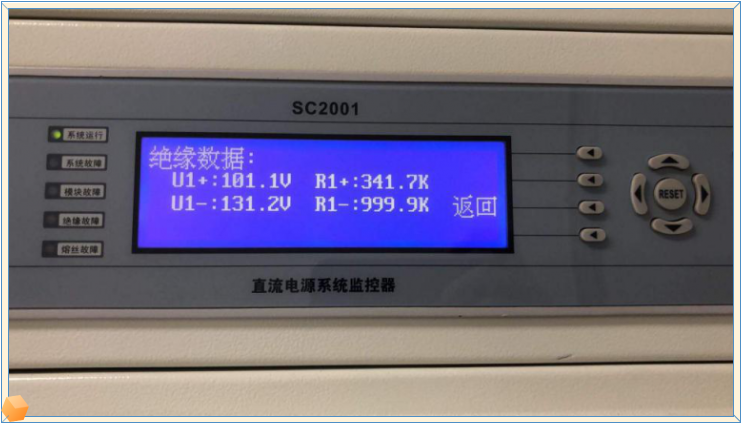 SC2001
系统运行
系统故障
模块故障
绝缘故障
熔丝故障
绝缘数据:
U1+:101.1V R1+:341.7K
U1-:131.2V R1-:999.9K 返回
RESET
直流电源系统监控器